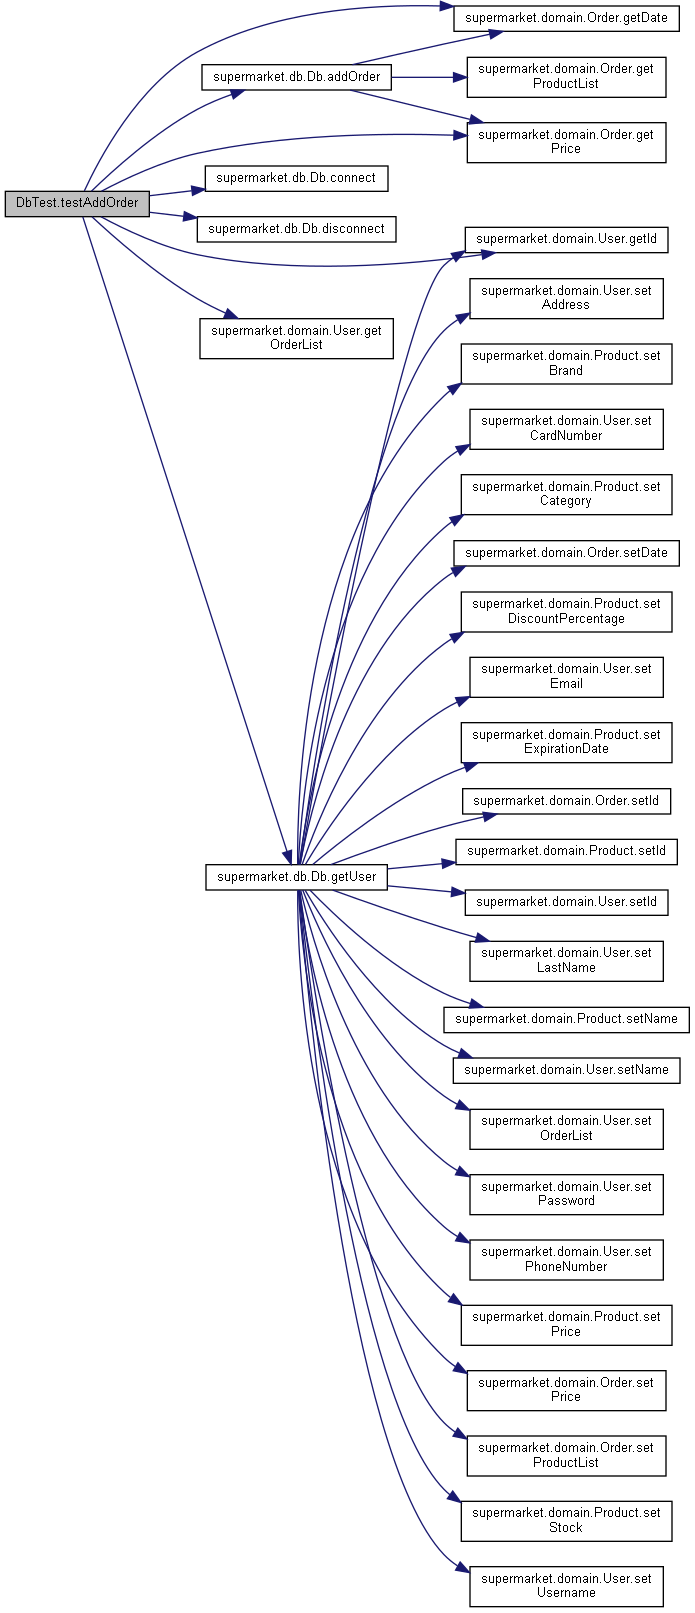 supermarket.domain.Order.getDate
supermarket.db.Db.addOrder
supermarket.domain.Order.get
ProductList
supermarket.domain.Order.get
Price
supermarket.db.Db.connect
DbTest.testAddOrder
supermarket.db.Db.disconnect
supermarket.domain.User.getId
supermarket.domain.User.set
Address
supermarket.domain.User.get
OrderList
supermarket.domain.Product.set
Brand
supermarket.domain.User.set
CardNumber
supermarket.domain.Product.set
Category
supermarket.domain.Order.setDate
supermarket.domain.Product.set
DiscountPercentage
supermarket.domain.User.set
Email
supermarket.domain.Product.set
ExpirationDate
supermarket.domain.Order.setId
supermarket.domain.Product.setId
supermarket.db.Db.getUser
supermarket.domain.User.setId
supermarket.domain.User.set
LastName
supermarket.domain.Product.setName
supermarket.domain.User.setName
supermarket.domain.User.set
OrderList
supermarket.domain.User.set
Password
supermarket.domain.User.set
PhoneNumber
supermarket.domain.Product.set
Price
supermarket.domain.Order.set
Price
supermarket.domain.Order.set
ProductList
supermarket.domain.Product.set
Stock
supermarket.domain.User.set
Username